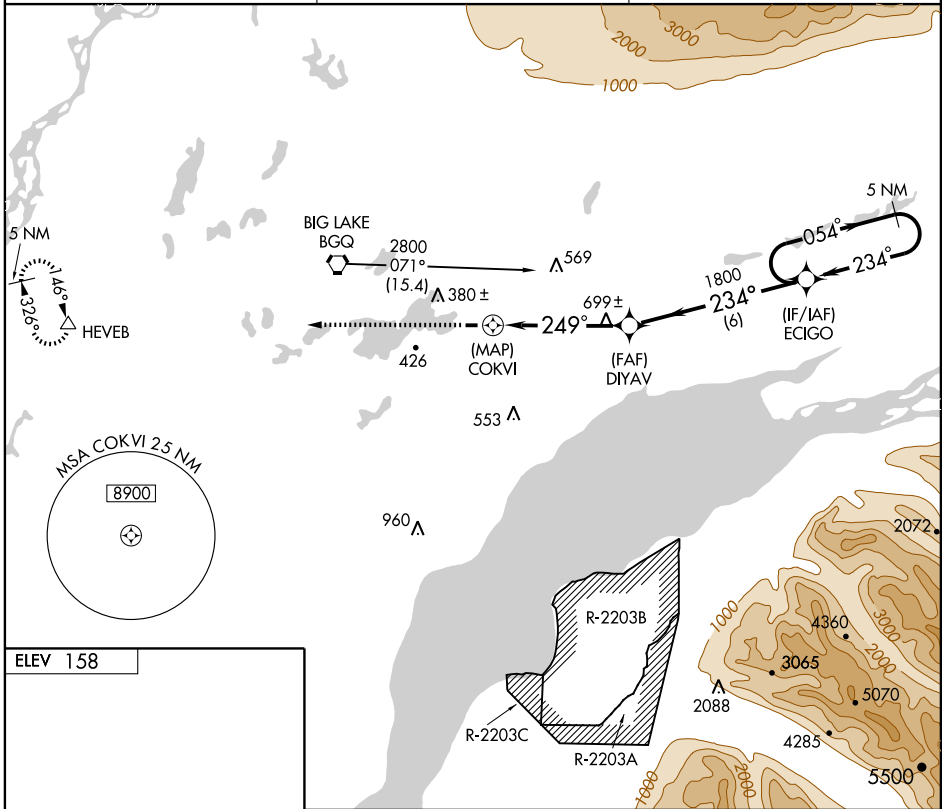 3000
2000
1000
5 NM
054°
234°
5 NM
BIG LAKE
BGQ
2800
071°
(15.4)
569
1800
234°
(6)
(IF/IAF)
ECIGO
146°
326°
HEVEB
380 ±
699 ±
249°
(MAP)
COKVI
(FAF)
DIYAV
426
553
MSA COKVI 25 NM
8900
960
2072
R-2203B
1000
3000
4360
2000
3065
ELEV 158
2088
5070
R-2203C
R-2203A
4285
5500
1000
2000